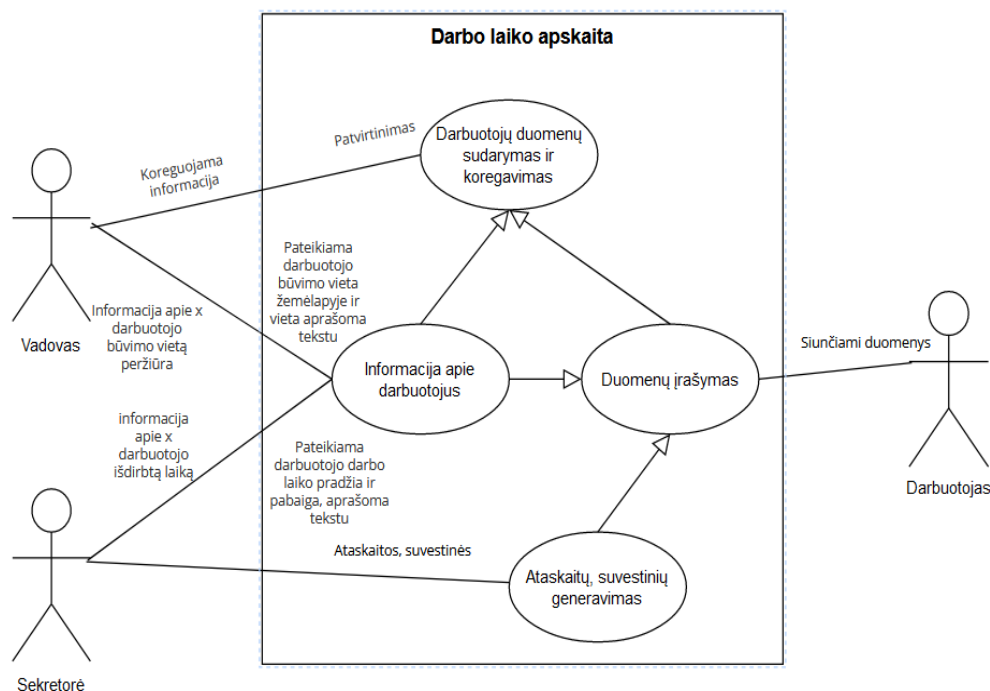 Darbo laiko apskaita
Patvirtinimas
Darbuotojų duomenų
sudarymas ir
koregavimas
Koreguojama
informacija
Pateikiama
darbuotojo
būvimo vieta
žemėlapyje ir
vieta aprašoma
tekstu
Informacija apie x
darbuotojo
būvimo vietą
peržiūra
Vadovas
Siunčiami duomenys
Informacija apie
darbuotojus
Duomenų įrašymas
informacija
apie x
darbuotojo
išdirbtą laiką
Pateikiama
darbuotojo darbo
laiko pradžia ir
pabaiga, aprašoma
tekstu
Darbuotojas
Ataskaitos, suvestinės
Ataskaitų, suvestinių
generavimas
Sekretorė